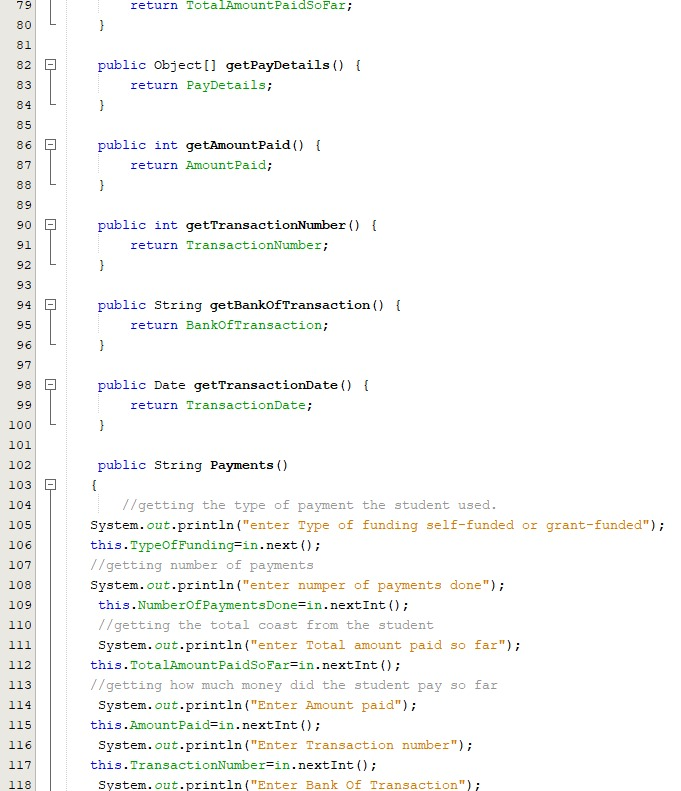 79 return TotalAmountPaidSoFar;
80 }
81
82 public Object[] getPayDetails() {
83 return PayDetails;
84 }
85
86 public int getAmountPaid() {
87 return AmountPaid;
88 }
89
90 public int getTransactionNumber() {
91 return TransactionNumber;
92 }
93
94 public String getBankOfTransaction() {
95 return BankOfTransaction;
96 }
97
98 public Date getTransactionDate() {
99 return TransactionDate;
100 }
101
102 public String Payments()
103 {
104 //getting the type of payment the student used.
105 System.out.println("enter Type of funding self-funded or grant-funded");
106 this.TypeOfFunding=in.next();
107 //getting number of payments
108 System.out.println("enter numper of payments done");
109 this.NumberOfPaymentsDone=in.nextInt();
110 //getting the total coast from the student
111 System.out.println("enter Total amount paid so far");
112 this.TotalAmountPaidSoFar=in.nextInt();
113 //getting how much money did the student pay so far
114 System.out.println("Enter Amount paid");
115 this.AmountPaid=in.nextInt();
116 System.out.println("Enter Transaction number");
117 this.TransactionNumber=in.nextInt();
118 System.out.println("Enter Bank Of Transaction");